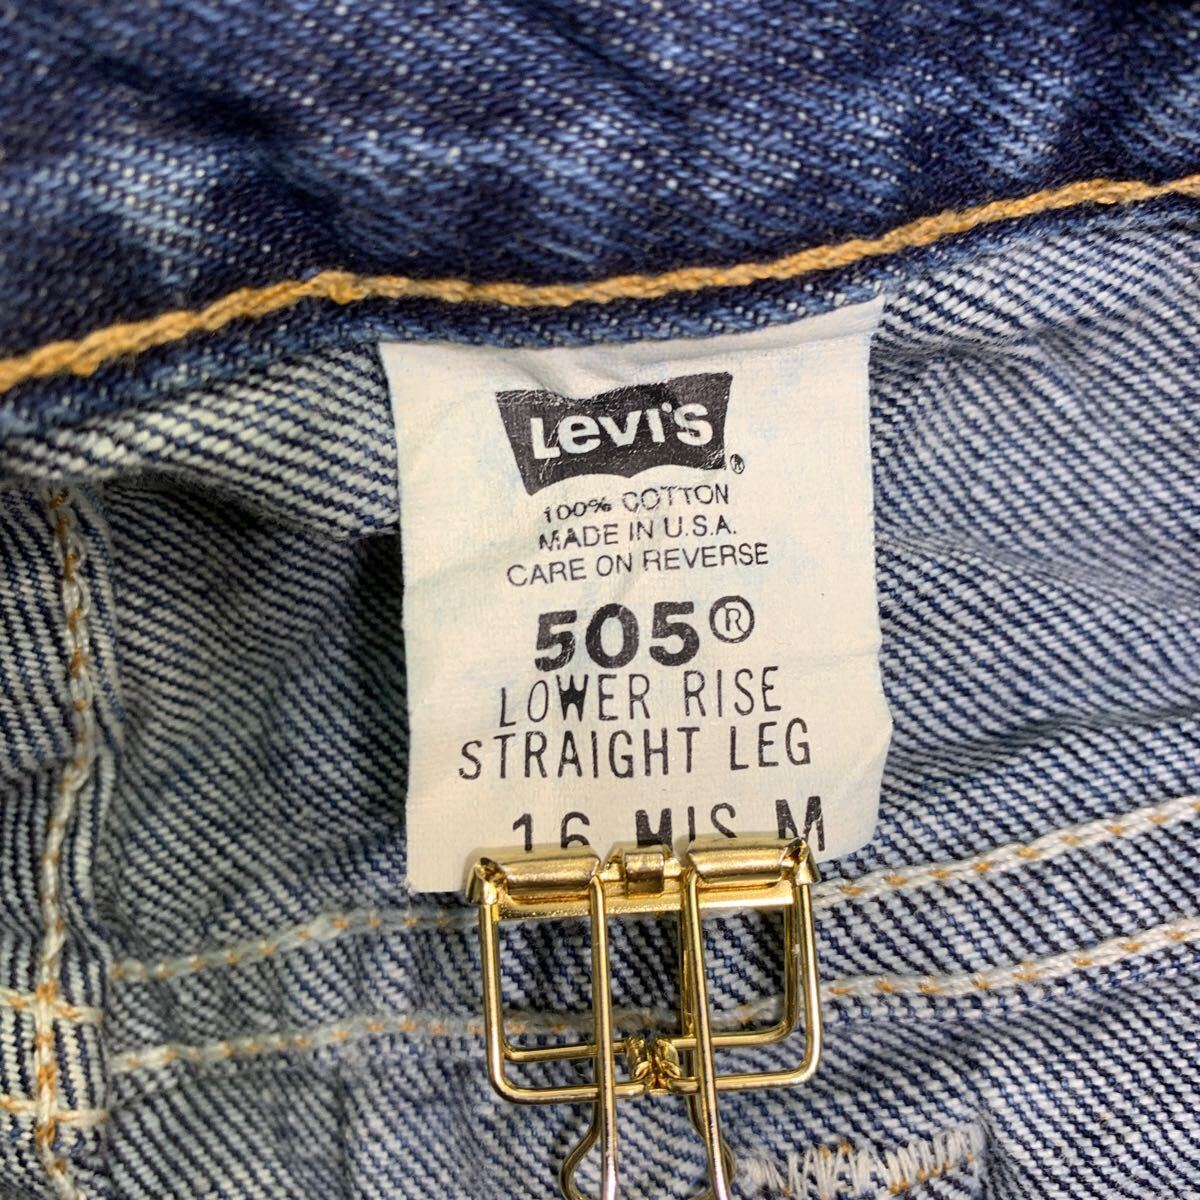 Levi's ®
100% COTTON
MADE IN U.S.A.
CARE ON REVERSE
505®
LOWER RISE
STRAIGHT LEG
16 MIS M